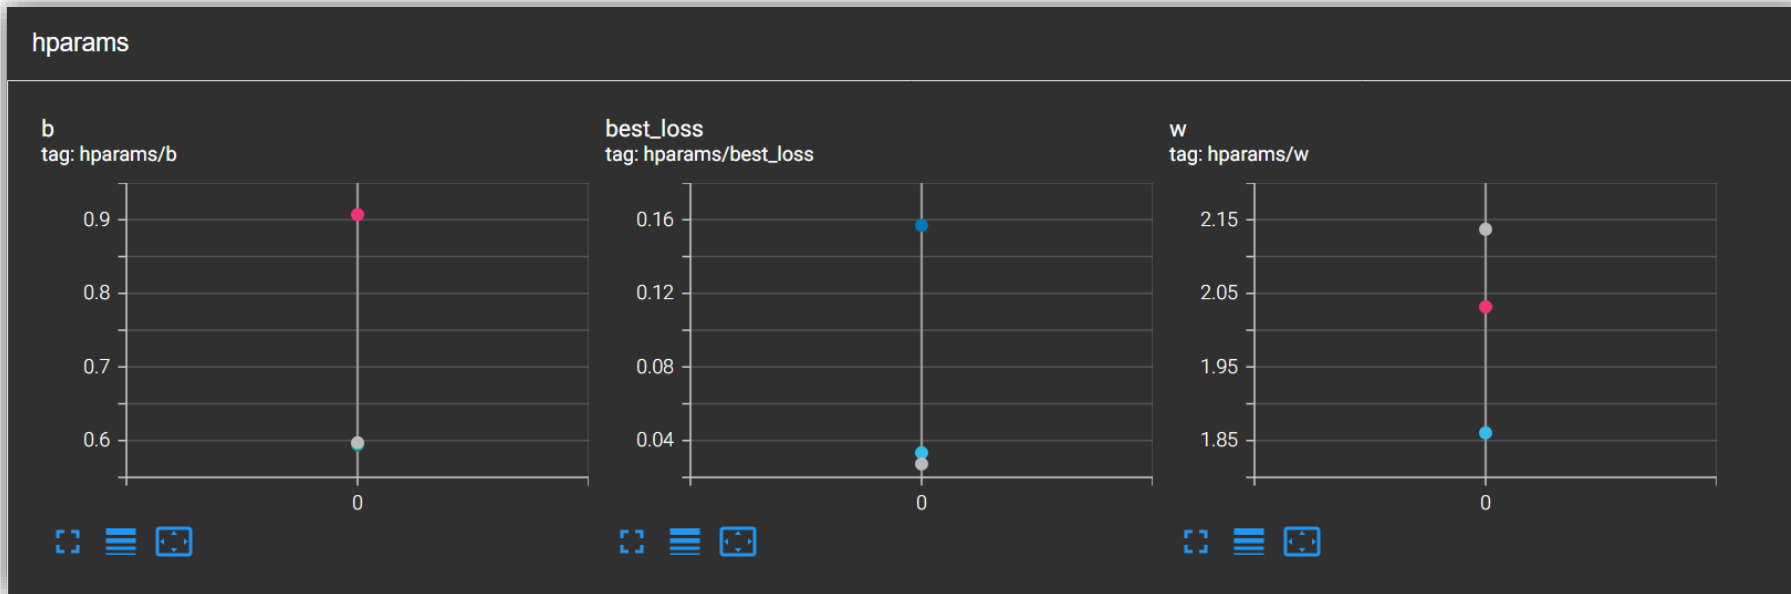 hparams
b
tag: hparams/b
0.9
0.8
0.7
0.6
0
best_loss
tag: hparams/best_loss
0.16
0.12
0.08
0.04
0
w
tag: hparams/w
2.15
2.05
1.95
1.85
0